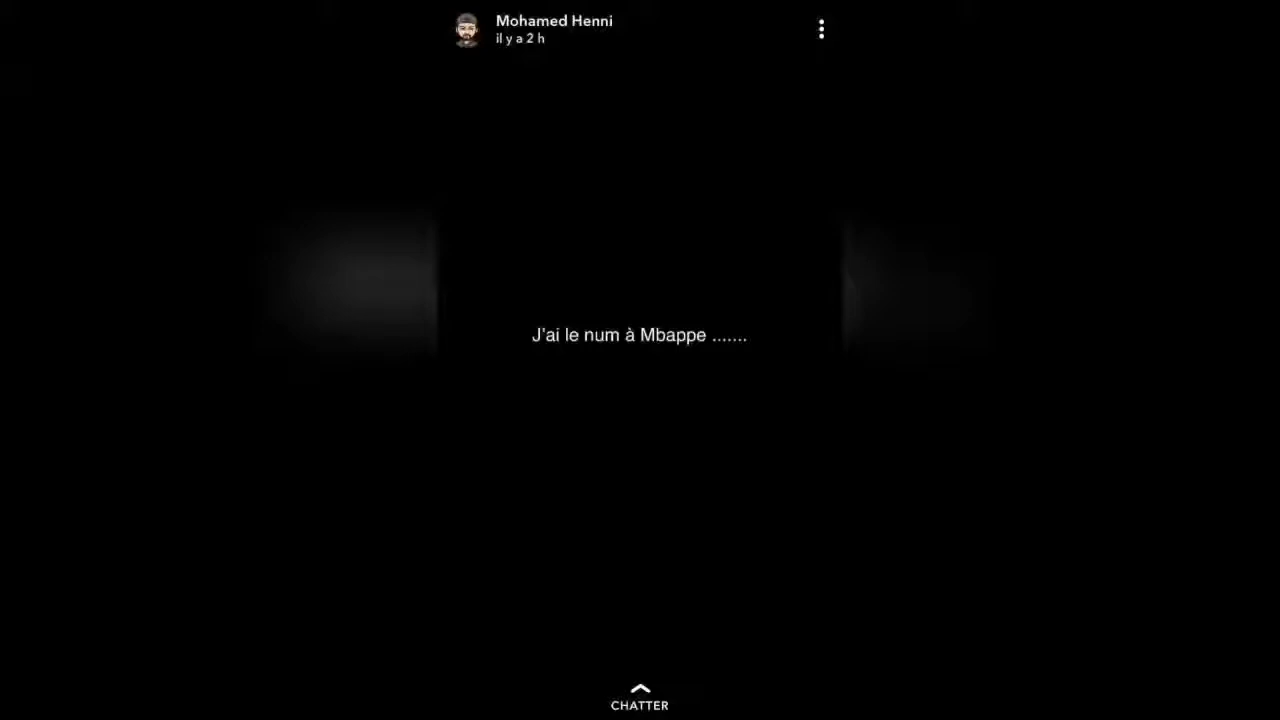 Mohamed Henni
il y a 2 h
J'ai le num à Mbappe .......
CHATTER